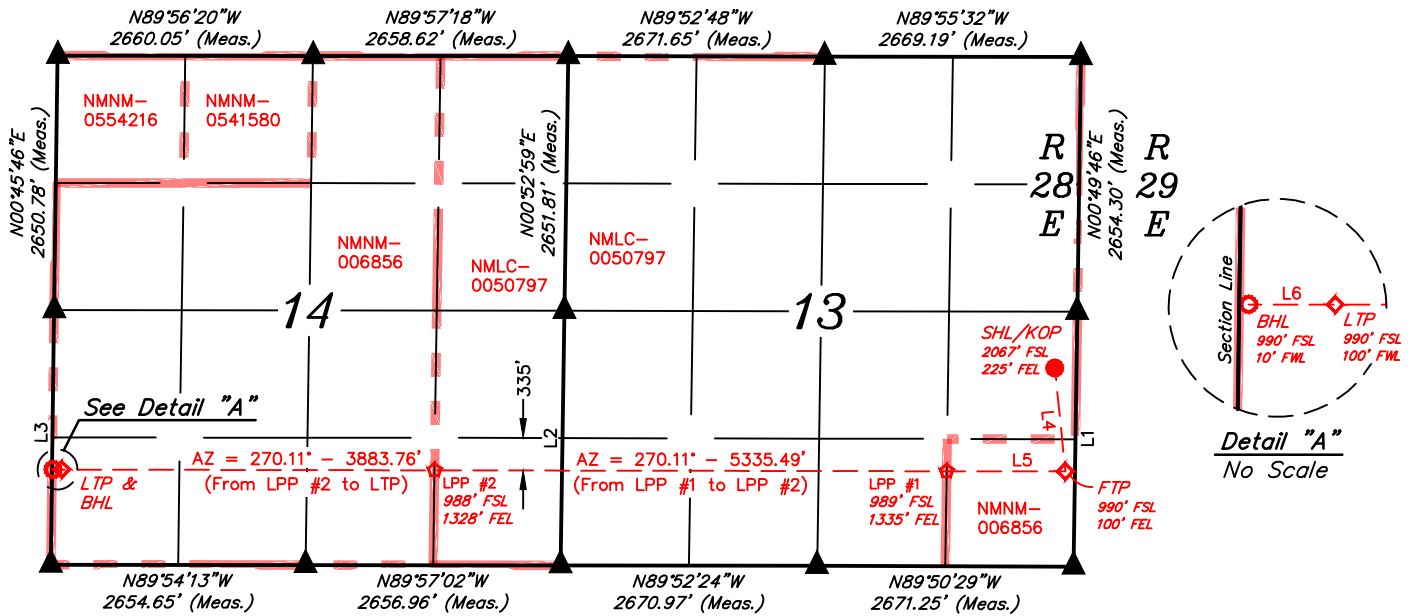 N89°56'20"W
2660.05' (Meas.)
N89°57'18"W
2658.62' (Meas.)
N89°52'48"W
2671.65' (Meas.)
N89°55'32"W
2669.19' (Meas.)
N00°45'46"E
2650.78' (Meas.)
NMNM-
0554216
NMNM-
0541580
N00°52'59"E
2651.81' (Meas.)
R
28
E
N00°49'46"E
2654.30' (Meas.)
R
29
E
NMNM-
006856
NMLC-
0050797
NMLC-
0050797
14
13
SHL/KOP
2067' FSL
225' FEL
335'
See Detail "A"
L3
L2
L4
L1
AZ = 270.11° - 3883.76'
(From LPP #2 to LTP)
AZ = 270.11° - 5335.49'
(From LPP #1 to LPP #2)
L5
LTP &
BHL
LPP #2
988' FSL
1328' FEL
LPP #1
989' FSL
1335' FEL
NMNM-
006856
FTP
990' FSL
100' FEL
N89°54'13"W
2654.65' (Meas.)
N89°57'02"W
2656.96' (Meas.)
N89°52'24"W
2670.97' (Meas.)
N89°50'29"W
2671.25' (Meas.)
Section Line
L6
BHL
990' FSL
10' FWL
LTP
990' FSL
100' FWL
Detail "A"
No Scale